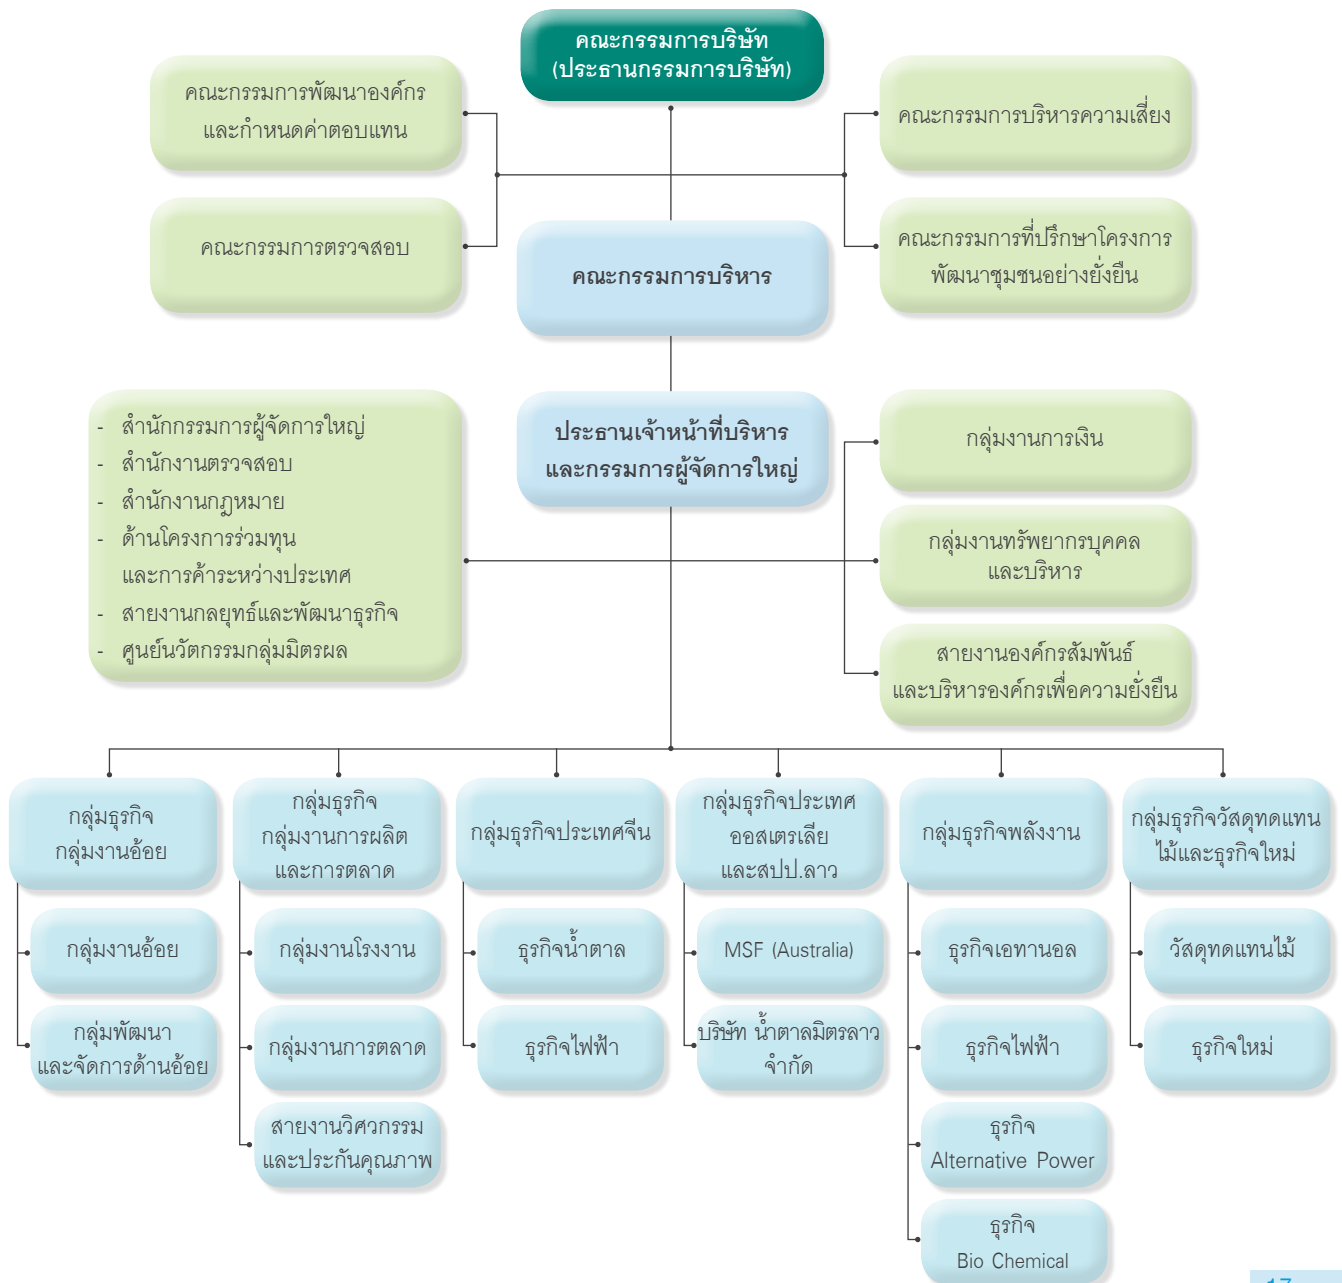 คณะกรรมการบริษัท
(ประธานกรรมการบริษัท)
คณะกรรมการพัฒนาองค์กร
และกำหนดค่าตอบแทน
คณะกรรมการบริหารความเสี่ยง
คณะกรรมการตรวจสอบ
คณะกรรมการที่ปรึกษาโครงการ
พัฒนาชุมชนอย่างยั่งยืน
คณะกรรมการบริหาร
ประธานเจ้าหน้าที่บริหาร
และกรรมการผู้จัดการใหญ่
- สำนักกรรมการผู้จัดการใหญ่
- สำนักงานตรวจสอบ
- สำนักงานกฎหมาย
- ด้านโครงการร่วมทุน
และการค้าระหว่างประเทศ
- สายงานกลยุทธ์และพัฒนาธุรกิจ
- ศูนย์นวัตกรรมกลุ่มมิตรผล
กลุ่มงานการเงิน
กลุ่มงานทรัพยากรบุคคล
และบริหาร
สายงานองค์กรสัมพันธ์
และบริหารองค์กรเพื่อความยั่งยืน
กลุ่มธุรกิจ
กลุ่มงานอ้อย
กลุ่มงานอ้อย
กลุ่มพัฒนา
และจัดการด้านอ้อย
กลุ่มธุรกิจ
กลุ่มงานการผลิต
และการตลาด
กลุ่มงานโรงงาน
กลุ่มงานการตลาด
สายงานวิศวกรรม
และประกันคุณภาพ
กลุ่มธุรกิจประเทศจีน
ธุรกิจน้ำตาล
ธุรกิจไฟฟ้า
กลุ่มธุรกิจประเทศ
ออสเตรเลีย
และสปป.ลาว
MSF (Australia)
บริษัท น้ำตาลมิตรลาว
จำกัด
กลุ่มธุรกิจพลังงาน
ธุรกิจเอทานอล
ธุรกิจไฟฟ้า
ธุรกิจ
Alternative Power
ธุรกิจ
Bio Chemical
กลุ่มธุรกิจวัสดุทดแทน
ไม้และธุรกิจใหม่
วัสดุทดแทนไม้
ธุรกิจใหม่
17